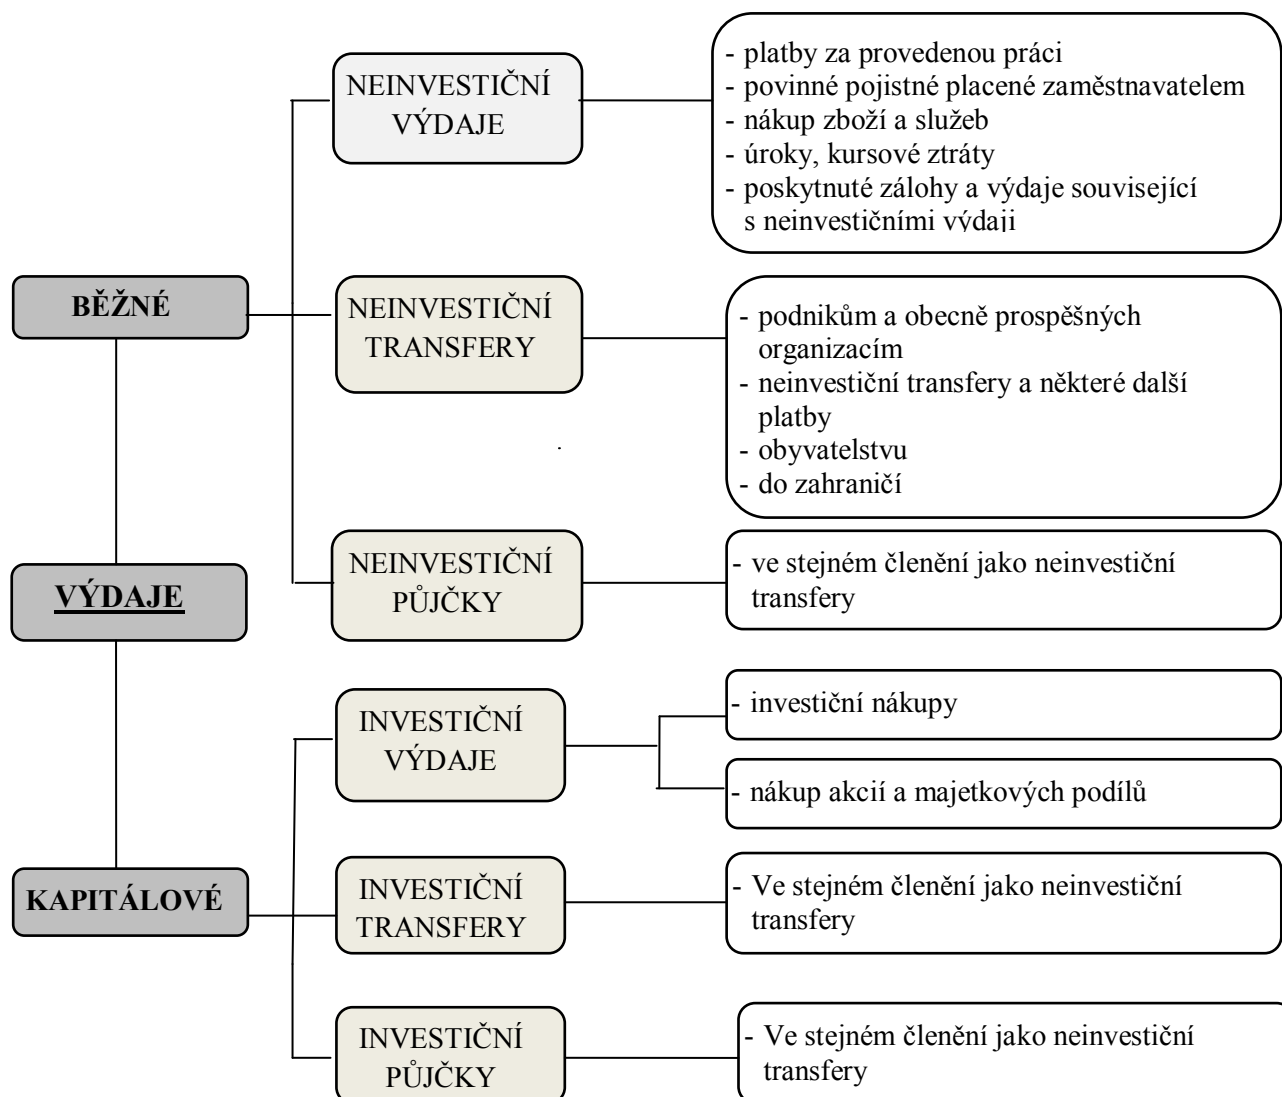 NEINVESTIČNÍ
VÝDAJE
- platby za provedenou práci
- povinné pojistné placené zaměstnavatelem
- nákup zboží a služeb
- úroky, kursové ztráty
- poskytnuté zálohy a výdaje související
s neinvestičními výdaji
BĚŽNÉ
NEINVESTIČNÍ
TRANSFERY
- podnikům a obecně prospěšných
organizacím
- neinvestiční transfery a některé další
platby
- obyvatelstvu
- do zahraničí
NEINVESTIČNÍ
PŮJČKY
- ve stejném členění jako neinvestiční
transfery
VÝDAJE
INVESTIČNÍ
VÝDAJE
- investiční nákupy
- nákup akcií a majetkových podílů
KAPITÁLOVÉ
INVESTIČNÍ
TRANSFERY
- Ve stejném členění jako neinvestiční
transfery
INVESTIČNÍ
PŮJČKY
- Ve stejném členění jako neinvestiční
transfery